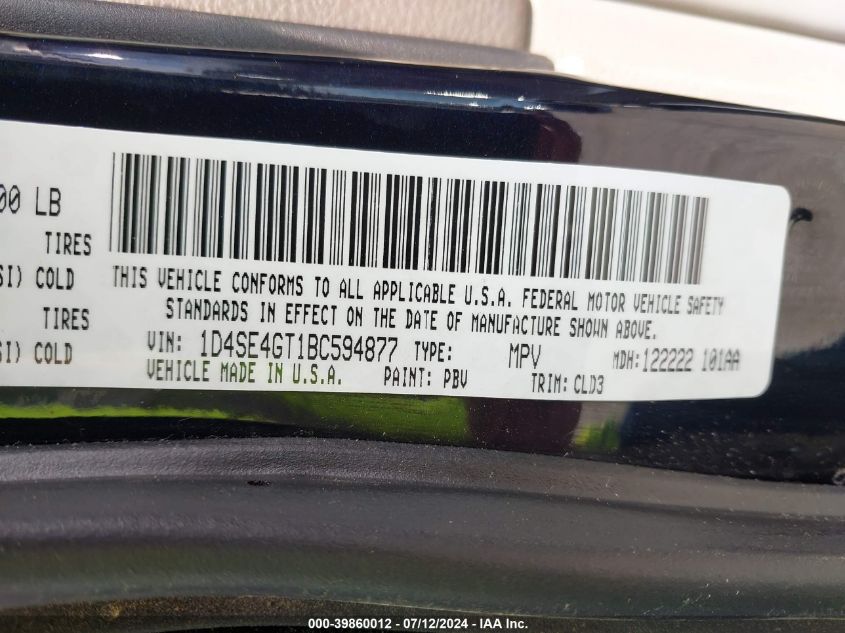 00 LB
TIRES
SI) COLD
TIRES
SI) COLD
THIS VEHICLE CONFORMS TO ALL APPLICABLE U.S.A. FEDERAL MOTOR VEHICLE SAFETY
STANDARDS IN EFFECT ON THE DATE OF MANUFACTURE SHOWN ABOVE.
VIN: 1D4SE4GT1BC594877 TYPE: MPV MDH:122222 101AA
VEHICLE MADE IN U.S.A. PAINT: PBV TRIM: CLD3
000-39860012 - 07/12/2024 - IAA Inc.